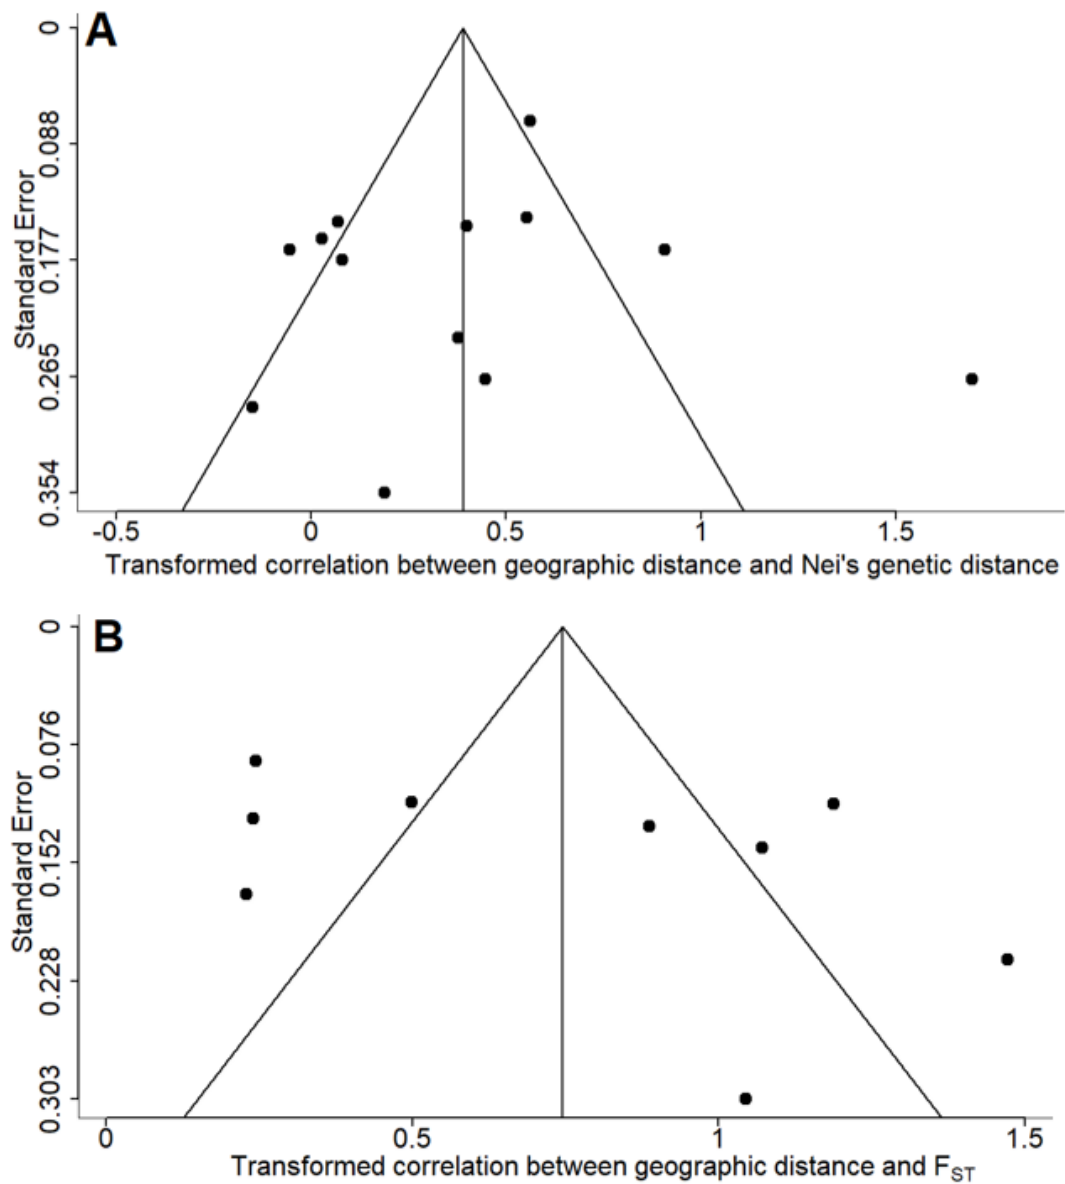 A
0
0.088
0.177
0.265
0.354
Standard Error
-0.5 0 0.5 1 1.5
Transformed correlation between geographic distance and Nei's genetic distance
B
0
0.076
0.152
0.228
0.303
Standard Error
0 0.5 1 1.5
Transformed correlation between geographic distance and FST